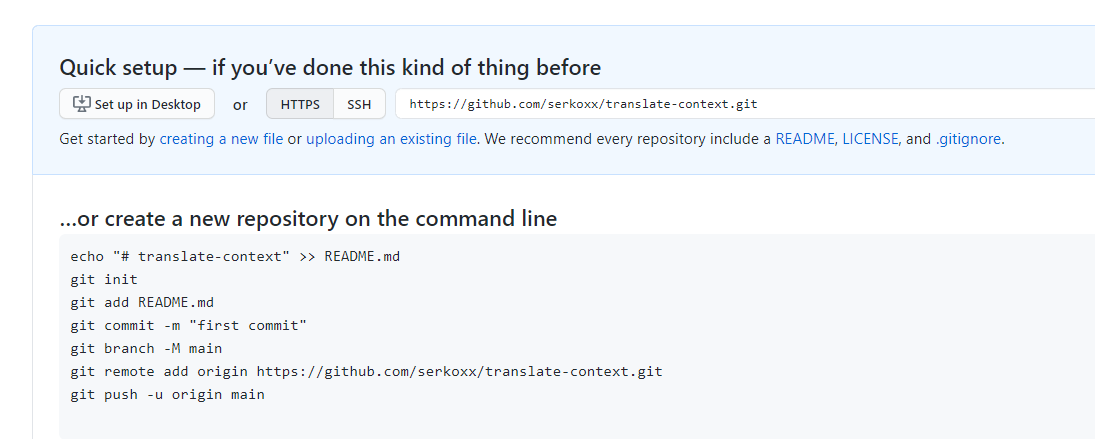 Quick setup — if you’ve done this kind of thing before
Set up in Desktop or HTTPS SSH https://github.com/serkoxx/translate-context.git
Get started by creating a new file or uploading an existing file. We recommend every repository include a README, LICENSE, and .gitignore.
…or create a new repository on the command line
echo "# translate-context" >> README.md
git init
git add README.md
git commit -m "first commit"
git branch -M main
git remote add origin https://github.com/serkoxx/translate-context.git
git push -u origin main